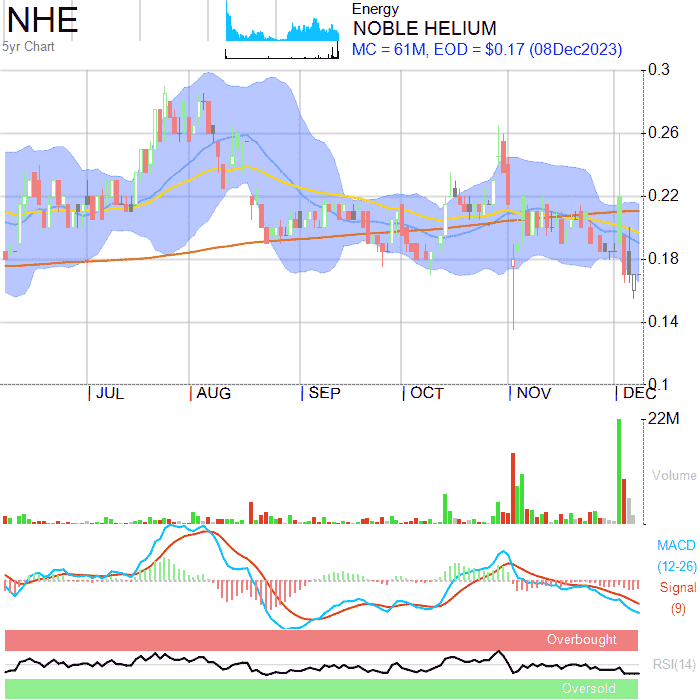 NHE
5yr Chart
Energy
NOBLE HELIUM
MC = 61M, EOD = $0.17 (08Dec2023)
0.3
0.26
0.22
0.18
0.14
0.1
JUL AUG SEP OCT NOV DEC
22M
Volume
MACD
(12-26)
Signal
(9)
Overbought
RSI(14)
Oversold